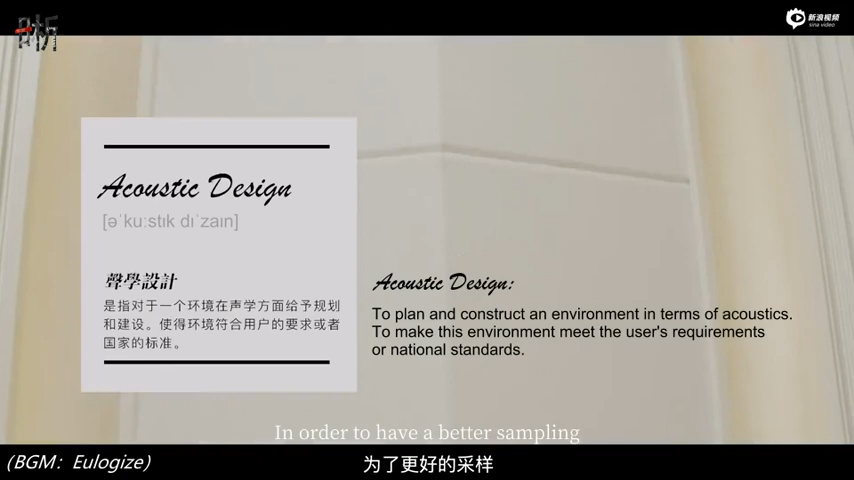 剖析
新浪视频
sina video
Acoustic Design
[əˈkuːstɪk dɪˈzaɪn]
聲學設計
是指对于一个环境在声学方面给予规划
和建设。使得环境符合用户的要求或者
国家的标准。
Acoustic Design:
To plan and construct an environment in terms of acoustics.
To make this environment meet the user's requirements
or national standards.
In order to have a better sampling
(BGM: Eulogize)
为了更好的采样